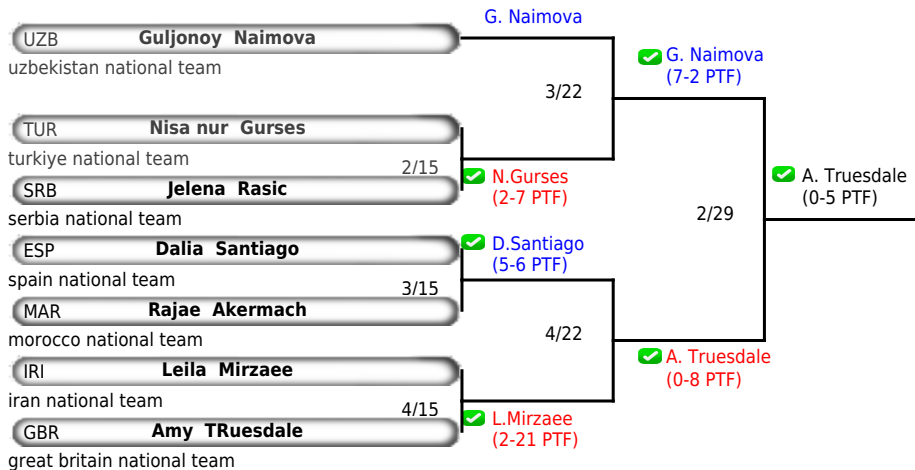 G. Naimova
UZB Guljonoy Naimova
uzbekistan national team
G. Naimova
(7-2 PTF)
3/22
TUR Nisa nur Gurses
turkiye national team
2/15
N.Gurses
(2-7 PTF)
A. Truesdale
(0-5 PTF)
SRB Jelena Rasic
serbia national team
2/29
ESP Dalia Santiago
spain national team
D.Santiago
(5-6 PTF)
3/15
MAR Rajae Akermach
morocco national team
4/22
IRI Leila Mirzaee
iran national team
A. Truesdale
(0-8 PTF)
4/15
L.Mirzaee
(2-21 PTF)
GBR Amy TRuesdale
great britain national team